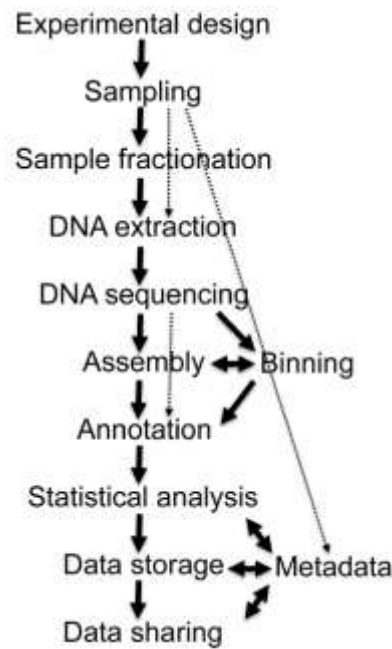 Experimental design
Sampling
Sample fractionation
DNA extraction
DNA sequencing
Assembly Binning
Annotation
Statistical analysis
Data storage Metadata
Data sharing